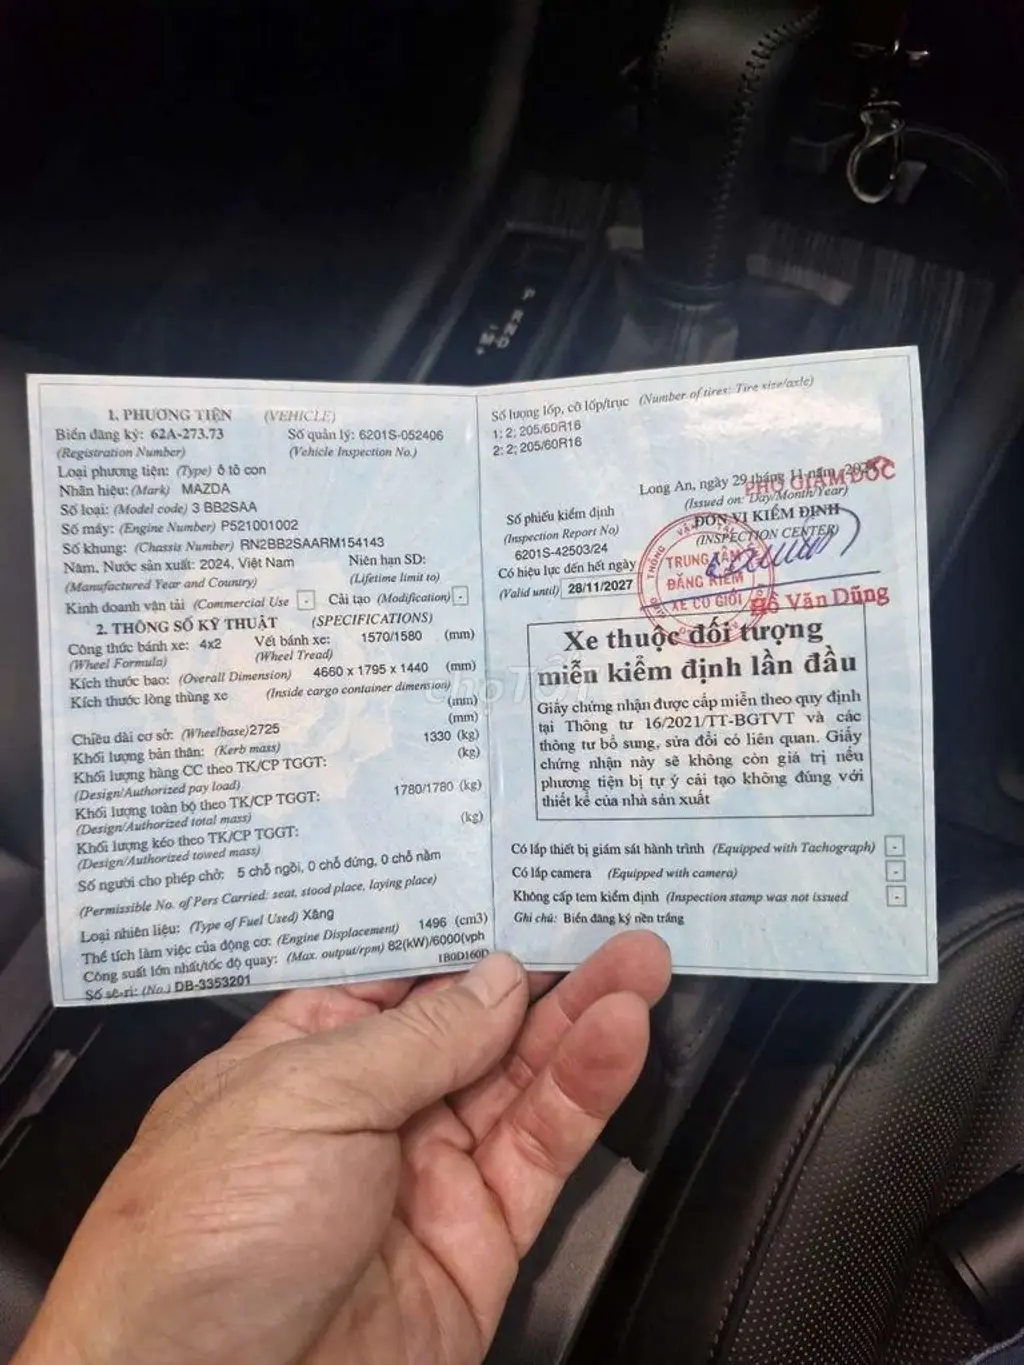 1. PHƯƠNG TIỆN (VEHICLE)
Biển đăng ký: 62A-273.73 Số quản lý: 6201S-052406
(Registration Number) (Vehicle Inspection No.)
Loại phương tiện: (Type) ô tô con
Nhãn hiệu: (Mark) MAZDA
Số loại: (Model code) 3 BB2SAA
Số máy: (Engine Number) P521001002
Số khung: (Chassis Number) RN2BB2SAARM154143
Năm, Nước sản xuất: 2024, Việt Nam Niên hạn SD:
(Manufactured Year and Country) (Lifetime limit to)
Kinh doanh vận tải (Commercial Use - Cải tạo (Modification) -
2. THÔNG SỐ KỸ THUẬT (SPECIFICATIONS)
Công thức bánh xe: 4x2 Vết bánh xe: 1570/1580 (mm)
(Wheel Formula) (Wheel Tread)
Kích thước bao: (Overall Dimension) 4660 x 1795 x 1440 (mm)
Kích thước lòng thùng xe (Inside cargo container dimension)
(mm)
Chiều dài cơ sở: (Wheelbase) 2725 (mm)
Khối lượng bản thân: (Kerb mass) 1330 (kg)
Khối lượng hàng CC theo TK/CP TGGT: (kg)
(Design/Authorized pay load)
Khối lượng toàn bộ theo TK/CP TGGT: 1780/1780 (kg)
(Design/Authorized total mass)
Khối lượng kéo theo TK/CP TGGT: (kg)
(Design/Authorized towed mass)
Số người cho phép chở: 5 chỗ ngồi, 0 chỗ đứng, 0 chỗ nằm
(Permissible No. of Pers Carried: seat, stood place, laying place)
Loại nhiên liệu: (Type of Fuel Used) Xăng
Thể tích làm việc của động cơ: (Engine Displacement) 1496 (cm3)
Công suất lớn nhất/tốc độ quay: (Max. output/rpm) 82(kW)/6000(vph
1B0D160D
Số sê-ri: (No.) DB-3353201
Số lượng lốp, cỡ lốp/trục (Number of tires: Tire size/axle)
1: 2; 205/60R16
2: 2; 205/60R16
Long An, ngày 29 tháng 11 năm
(Issued on: Day/Month/Year)
PHÓ GIÁM ĐỐC
Số phiếu kiểm định ĐƠN VỊ KIỂM ĐỊNH
(Inspection Report No) (INSPECTION CENTER)
6201S-42503/24
Có hiệu lực đến hết ngày
(Valid until) 28/11/2027
TRUNG TÂM
ĐĂNG KIỂM
XE CƠ GIỚI
Hồ Văn Dũng
Xe thuộc đối tượng
miễn kiểm định lần đầu
Giấy chứng nhận được cấp miễn theo quy định
tại Thông tư 16/2021/TT-BGTVT và các
thông tư bổ sung, sửa đổi có liên quan. Giấy
chứng nhận này sẽ không còn giá trị nếu
phương tiện bị tự ý cải tạo không đúng với
thiết kế của nhà sản xuất
Có lắp thiết bị giám sát hành trình (Equipped with Tachograph) -
Có lắp camera (Equipped with camera) -
Không cấp tem kiểm định (Inspection stamp was not issued -
Ghi chú: Biển đăng ký nền trắng
P
R
N
D
+
M
-
chợTỐT